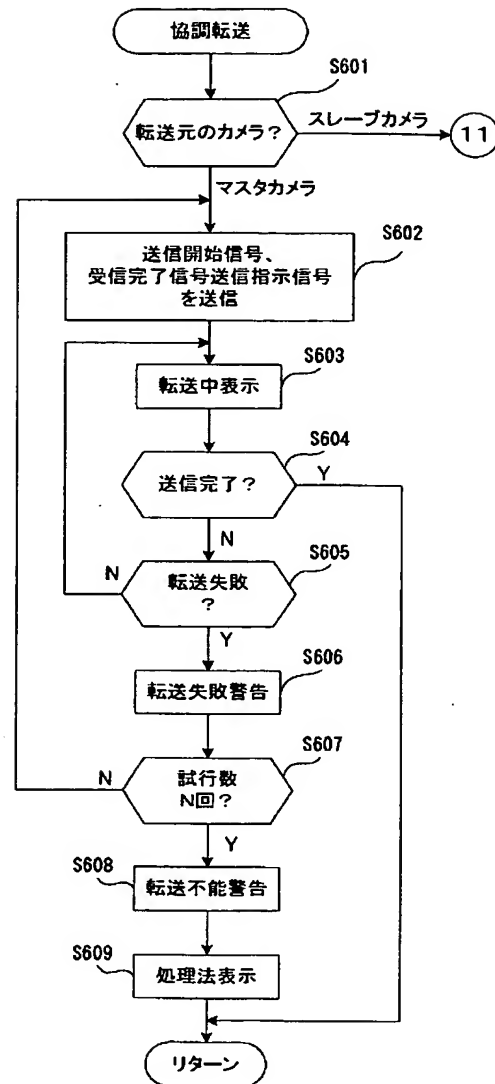 協調転送
S601
転送元のカメラ?
スレーブカメラ
11
マスタカメラ
S602
送信開始信号、
受信完了信号送信指示信号
を送信
S603
転送中表示
S604
送信完了?
Y
N
S605
転送失敗
?
N
Y
S606
転送失敗警告
S607
試行数
N回?
N
Y
S608
転送不能警告
S609
処理法表示
リターン